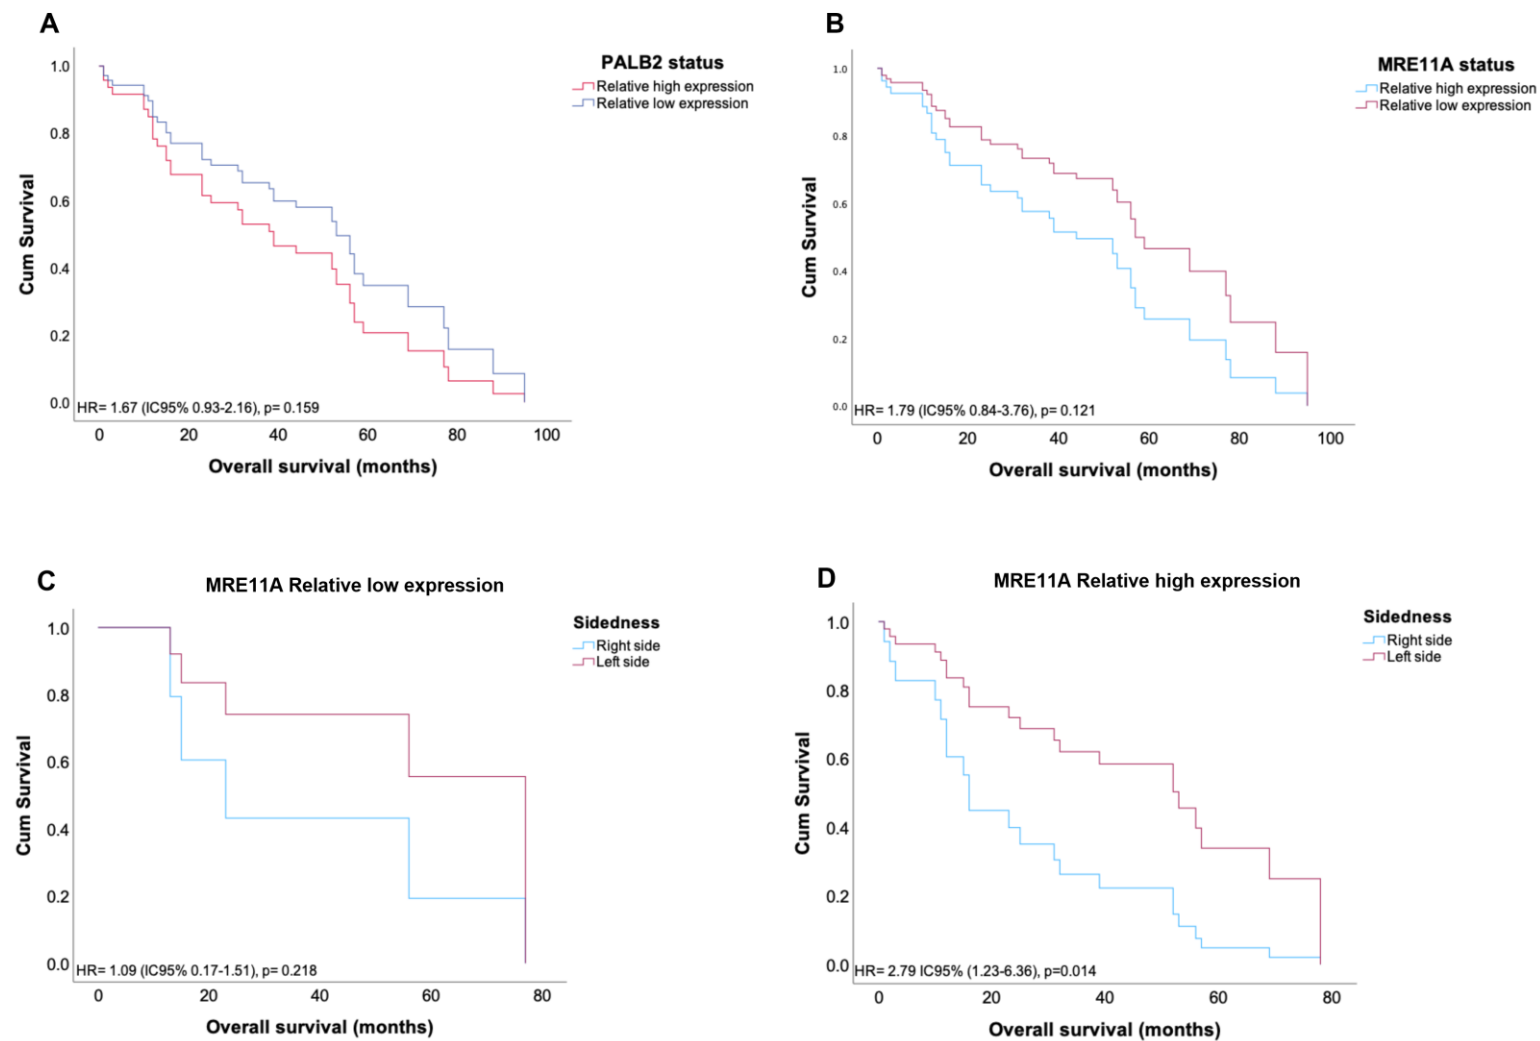 A
PALB2 status
Relative high expression
Relative low expression
1.0
0.8
0.6
0.4
0.2
0.0
Cum Survival
HR= 1.67 (IC95% 0.93-2.16), p= 0.159
0 20 40 60 80 100
Overall survival (months)
B
MRE11A status
Relative high expression
Relative low expression
1.0
0.8
0.6
0.4
0.2
0.0
Cum Survival
HR= 1.79 (IC95% 0.84-3.76), p= 0.121
0 20 40 60 80 100
Overall survival (months)
C
MRE11A Relative low expression
Sidedness
Right side
Left side
1.0
0.8
0.6
0.4
0.2
0.0
Cum Survival
HR= 1.09 (IC95% 0.17-1.51), p= 0.218
0 20 40 60 80
Overall survival (months)
D
MRE11A Relative high expression
Sidedness
Right side
Left side
1.0
0.8
0.6
0.4
0.2
0.0
Cum Survival
HR= 2.79 IC95% (1.23-6.36), p=0.014
0 20 40 60 80
Overall survival (months)